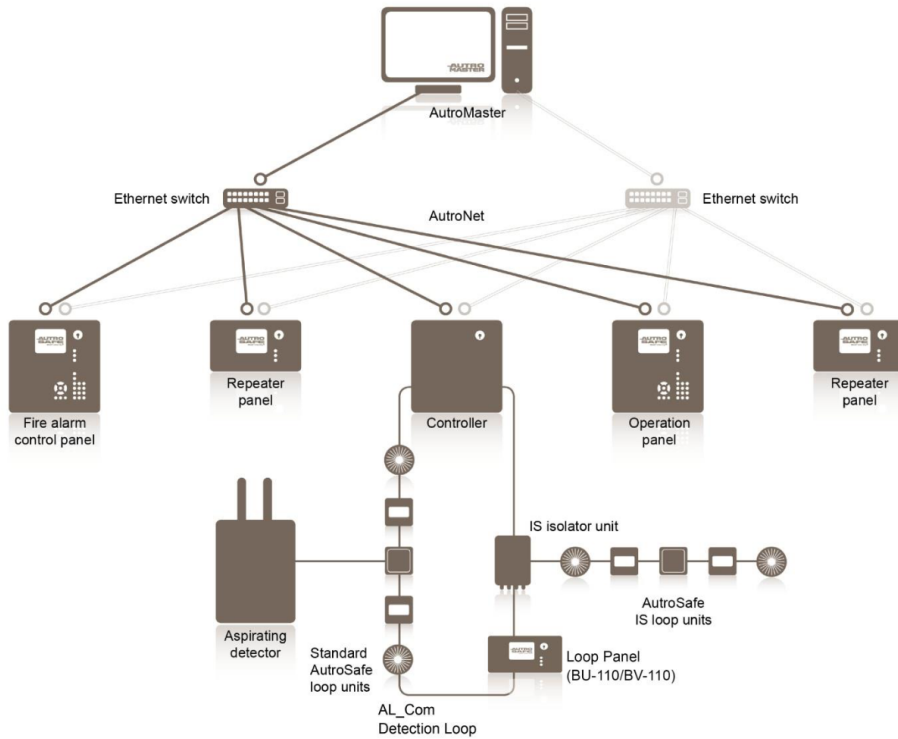 AUTRO
MASTER
AutroMaster
Ethernet switch
Ethernet switch
AutroNet
AUTRO
SAFE
AUTRO
SAFE
AUTRO
SAFE
AUTRO
SAFE
Fire alarm
control panel
Repeater
panel
Controller
Operation
panel
Repeater
panel
IS isolator unit
Aspirating
detector
Standard
AutroSafe
loop units
AutroSafe
IS loop units
Loop Panel
(BU-110/BV-110)
AL_Com
Detection Loop